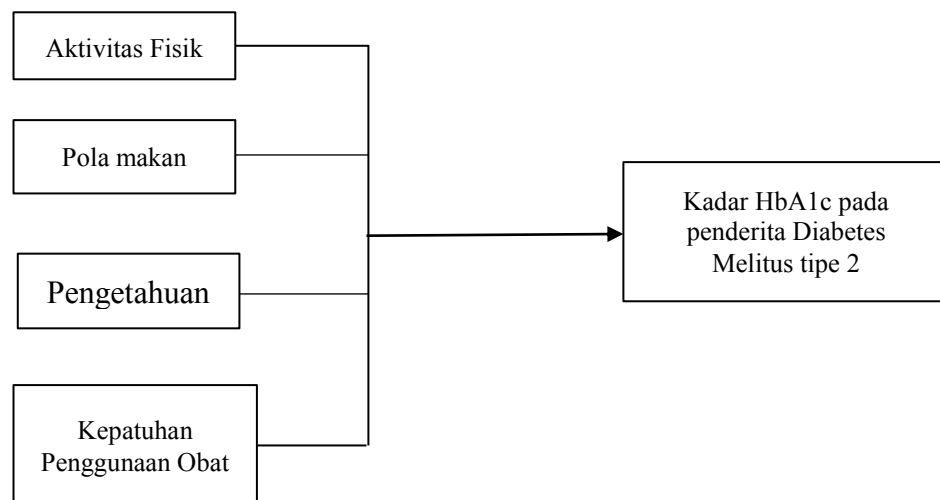 Aktivitas Fisik
Pola makan
Pengetahuan
Kepatuhan
Penggunaan Obat
Kadar HbA1c pada
penderita Diabetes
Melitus tipe 2